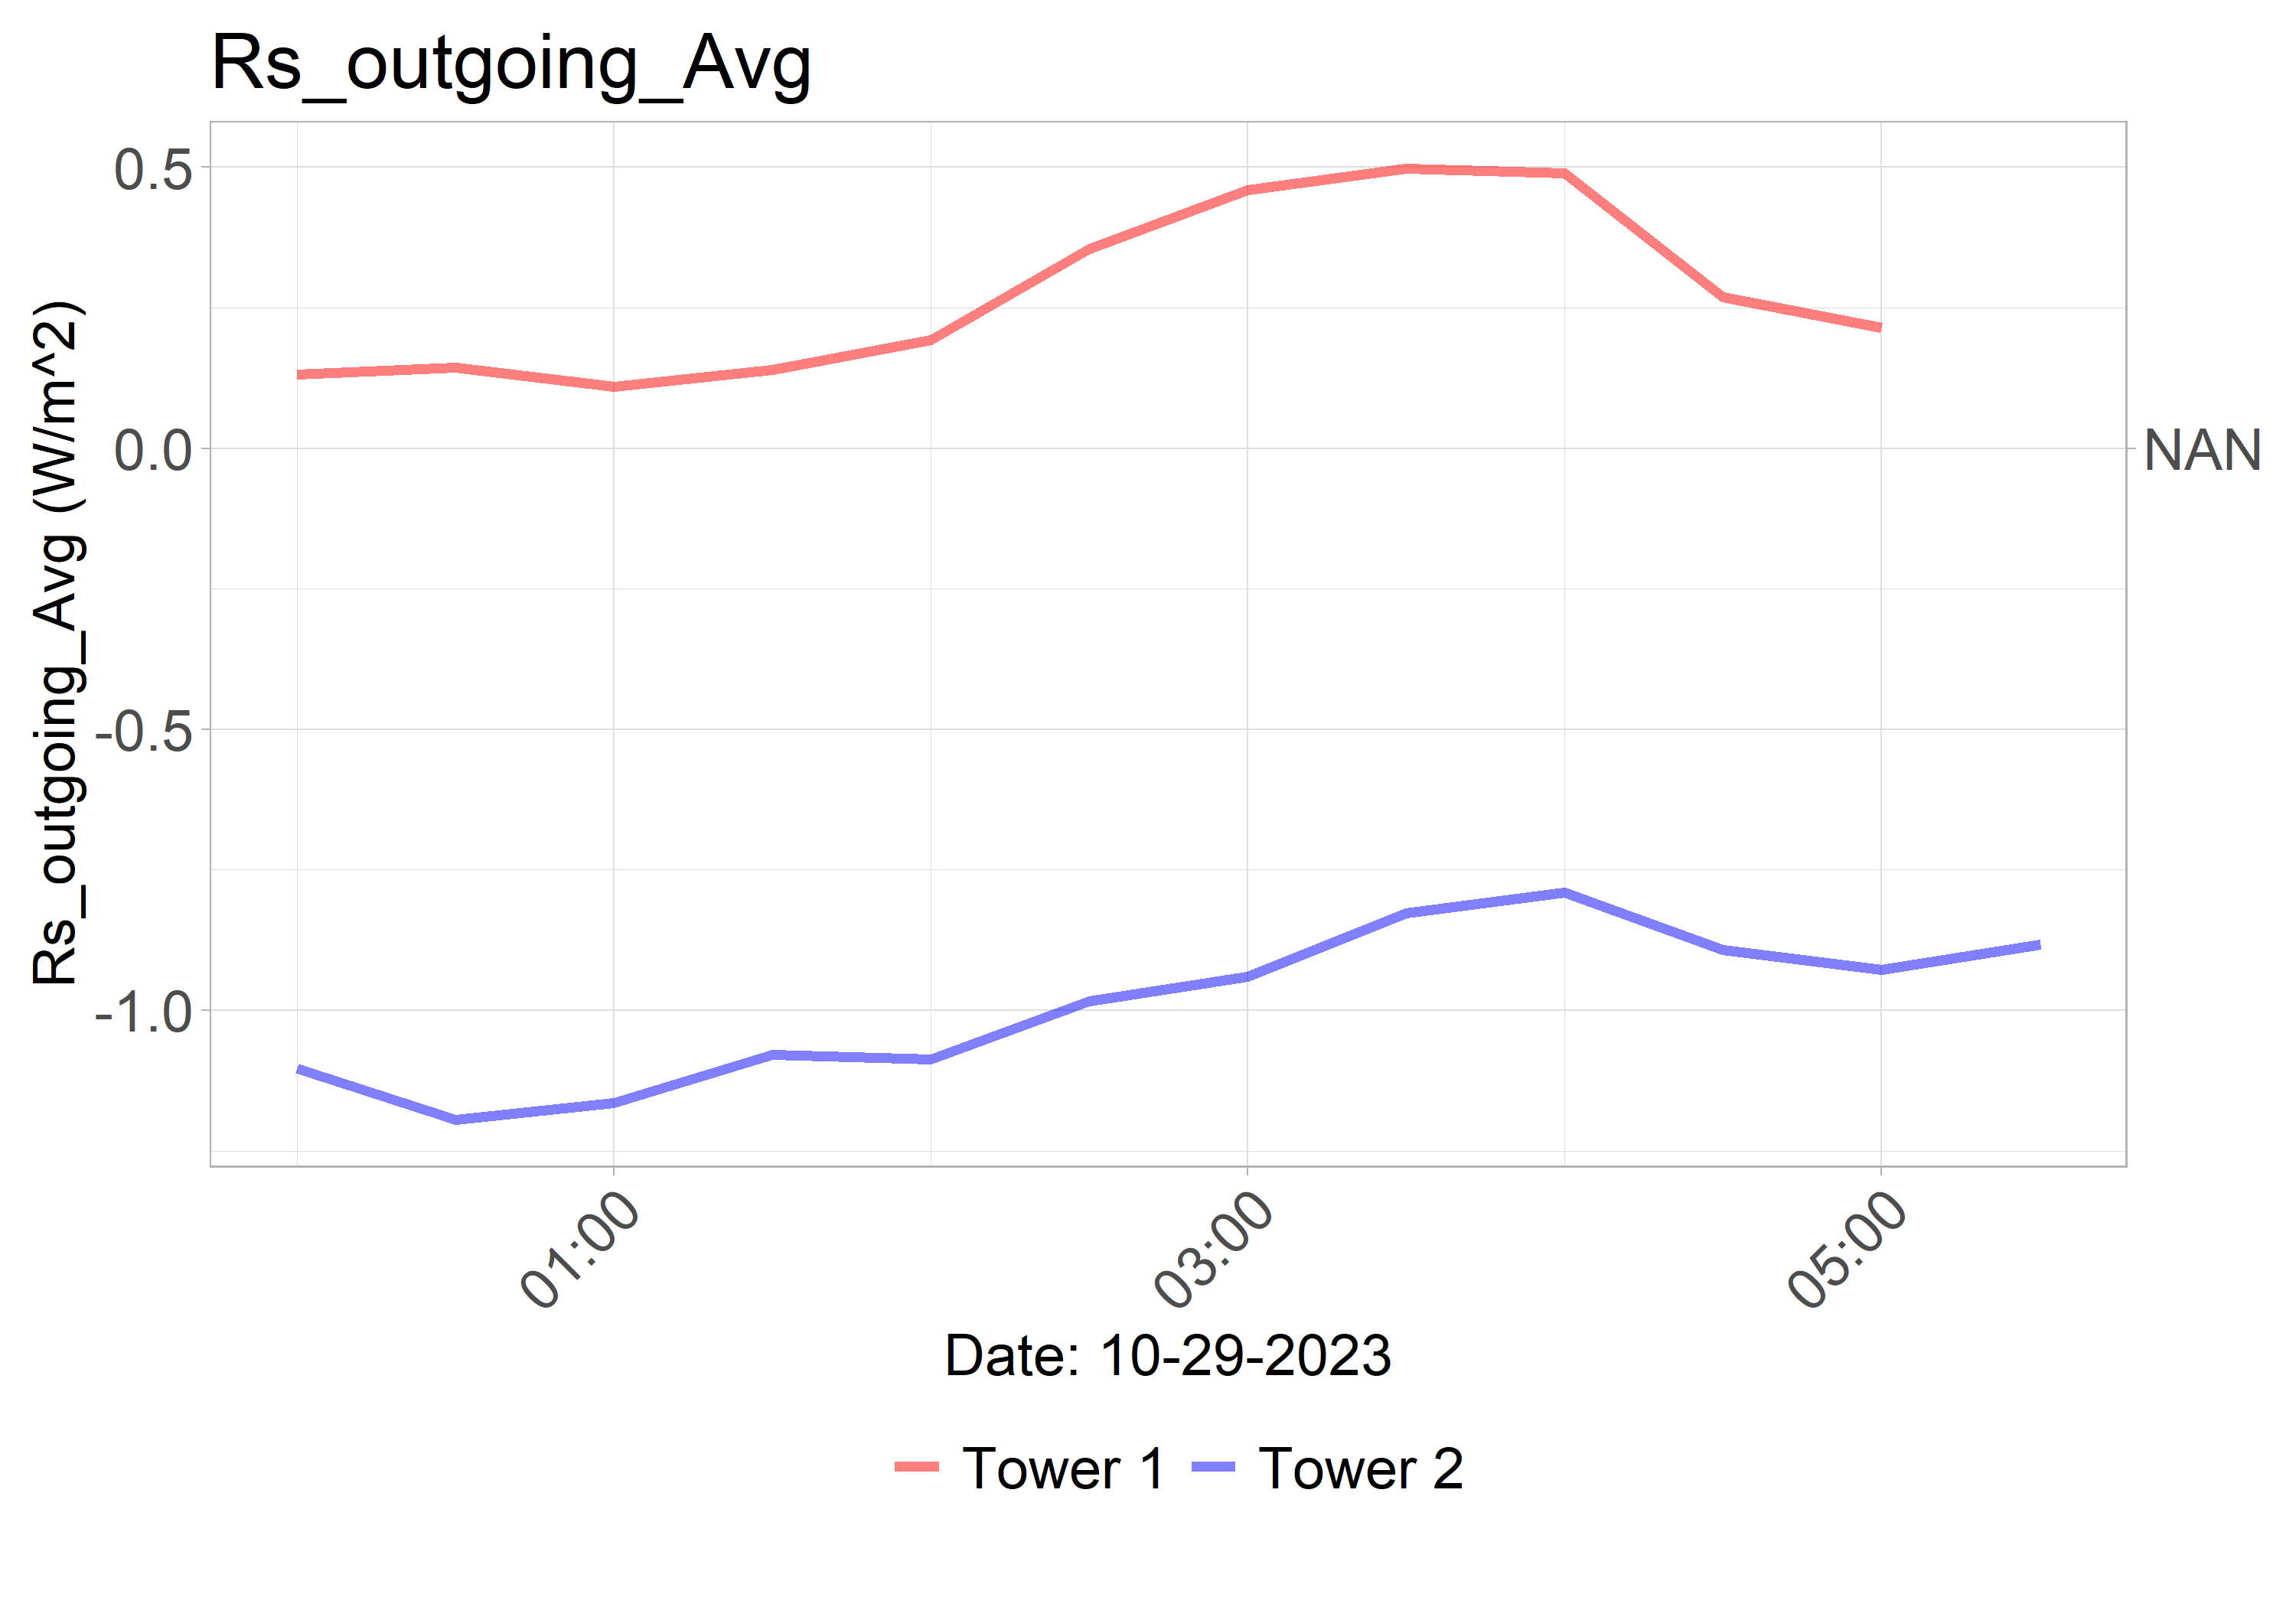 Rs_outgoing_Avg
Rs_outgoing_Avg (W/m^2)
0.5
0.0
-0.5
-1.0
NAN
01:00
03:00
05:00
Date: 10-29-2023
Tower 1
Tower 2